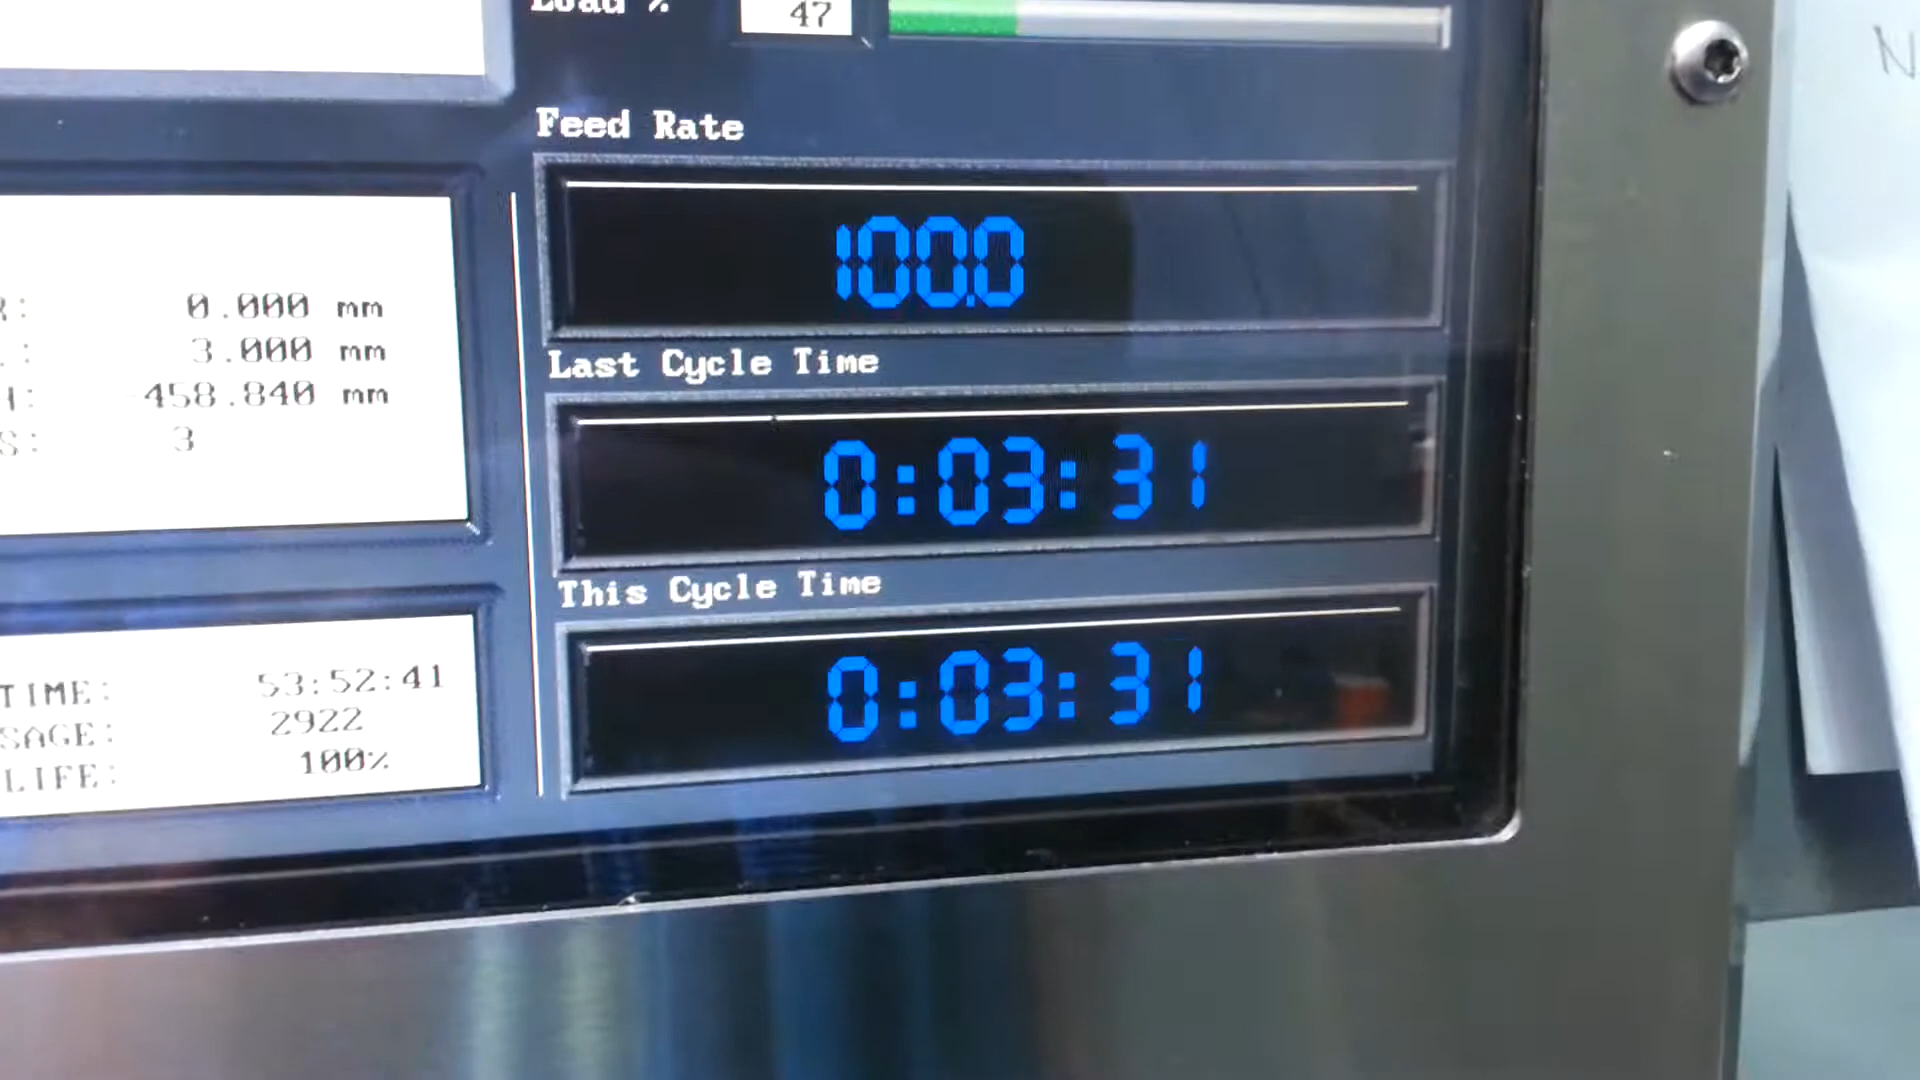 Load % 47
Feed Rate
100.0
R: 0.000 mm
3.000 mm
H: -458.840 mm
S: 3
Last Cycle Time
0:03:31
This Cycle Time
0:03:31
TIME: 53:52:41
SAGE: 2922
LIFE: 100%
N